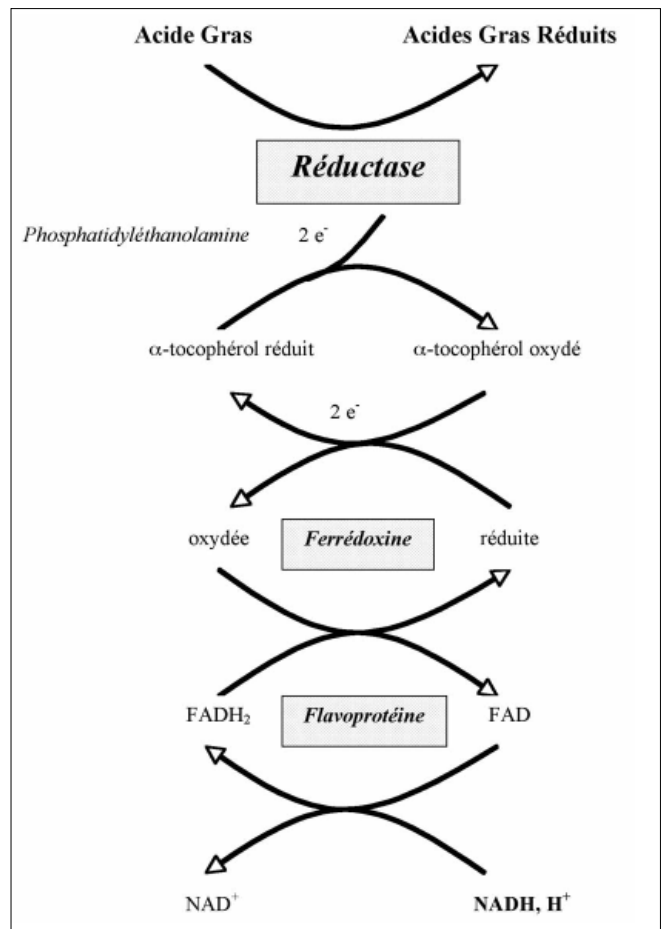 Acide Gras Acides Gras Réduits
Réductase
Phosphatidyléthanolamine 2 e⁻
α-tocophérol réduit α-tocophérol oxydé
2 e⁻
oxydée Ferrédoxine réduite
FADH₂ Flavoprotéine FAD
NAD⁺ NADH, H⁺